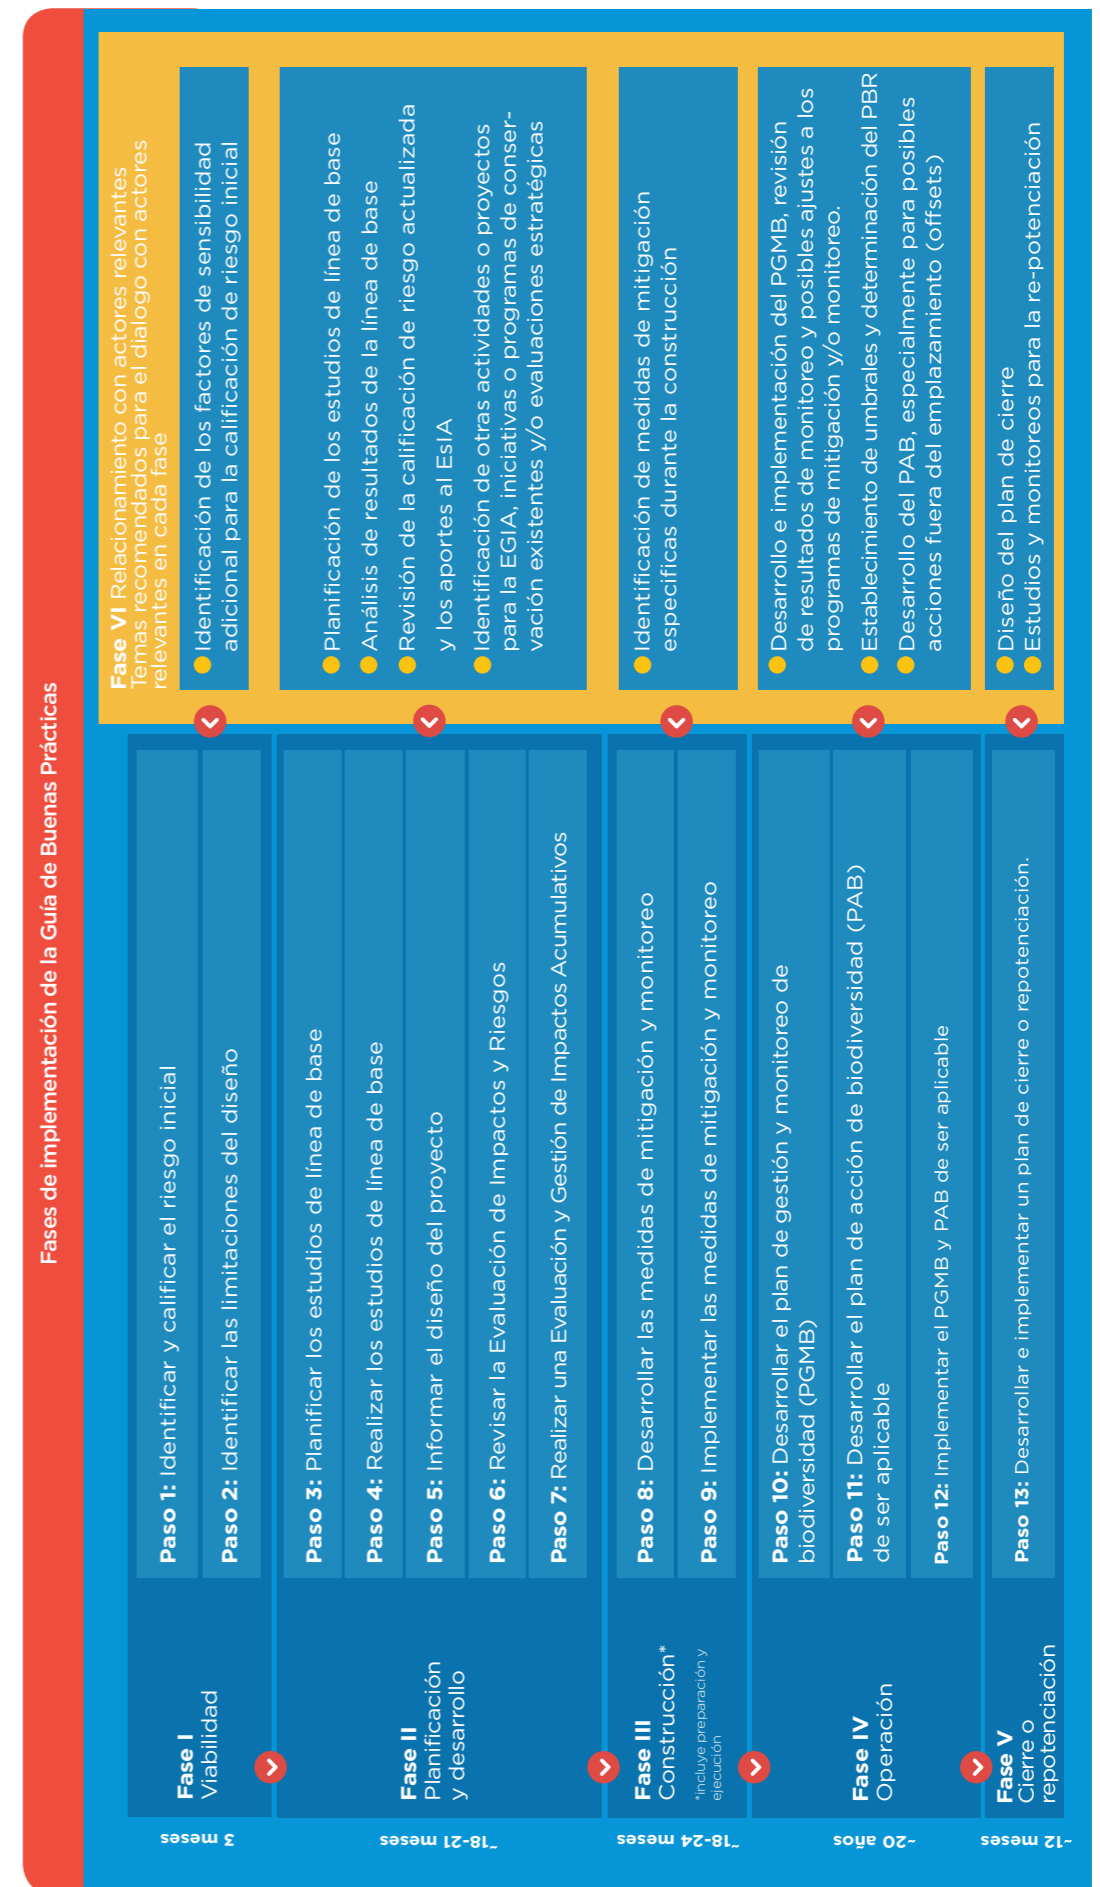 Fases de implementación de la Guía de Buenas Prácticas
3 meses
Fase I
Viabilidad
Paso 1: Identificar y calificar el riesgo inicial
Paso 2: Identificar las limitaciones del diseño
Fase VI Relacionamiento con actores relevantes
Temas recomendados para el dialogo con actores
relevantes en cada fase
Identificación de los factores de sensibilidad
adicional para la calificación de riesgo inicial
~18-21 meses
Fase II
Planificación
y desarrollo
Paso 3: Planificar los estudios de línea de base
Paso 4: Realizar los estudios de línea de base
Paso 5: Informar el diseño del proyecto
Paso 6: Revisar la Evaluación de Impactos y Riesgos
Paso 7: Realizar una Evaluación y Gestión de Impactos Acumulativos
Planificación de los estudios de línea de base
Análisis de resultados de la línea de base
Revisión de la calificación de riesgo actualizada
y los aportes al EsIA
Identificación de otras actividades o proyectos
para la EGIA, iniciativas o programas de conser-
vación existentes y/o evaluaciones estratégicas
~18-24 meses
Fase III
Construcción*
*incluye preparación y
ejecución
Paso 8: Desarrollar las medidas de mitigación y monitoreo
Paso 9: Implementar las medidas de mitigación y monitoreo
Identificación de medidas de mitigación
específicas durante la construcción
~20 años
Fase IV
Operación
Paso 10: Desarrollar el plan de gestión y monitoreo de
biodiversidad (PGMB)
Paso 11: Desarrollar el plan de acción de biodiversidad (PAB)
de ser aplicable
Paso 12: Implementar el PGMB y PAB de ser aplicable
Desarrollo e implementación del PGMB, revisión
de resultados de monitoreo y posibles ajustes a los
programas de mitigación y/o monitoreo.
Establecimiento de umbrales y determinación del PBR
Desarrollo del PAB, especialmente para posibles
acciones fuera del emplazamiento (offsets)
~12 meses
Fase V
Cierre o
repotenciación
Paso 13: Desarrollar e implementar un plan de cierre o repotenciación.
Diseño del plan de cierre
Estudios y monitoreos para la re-potenciación